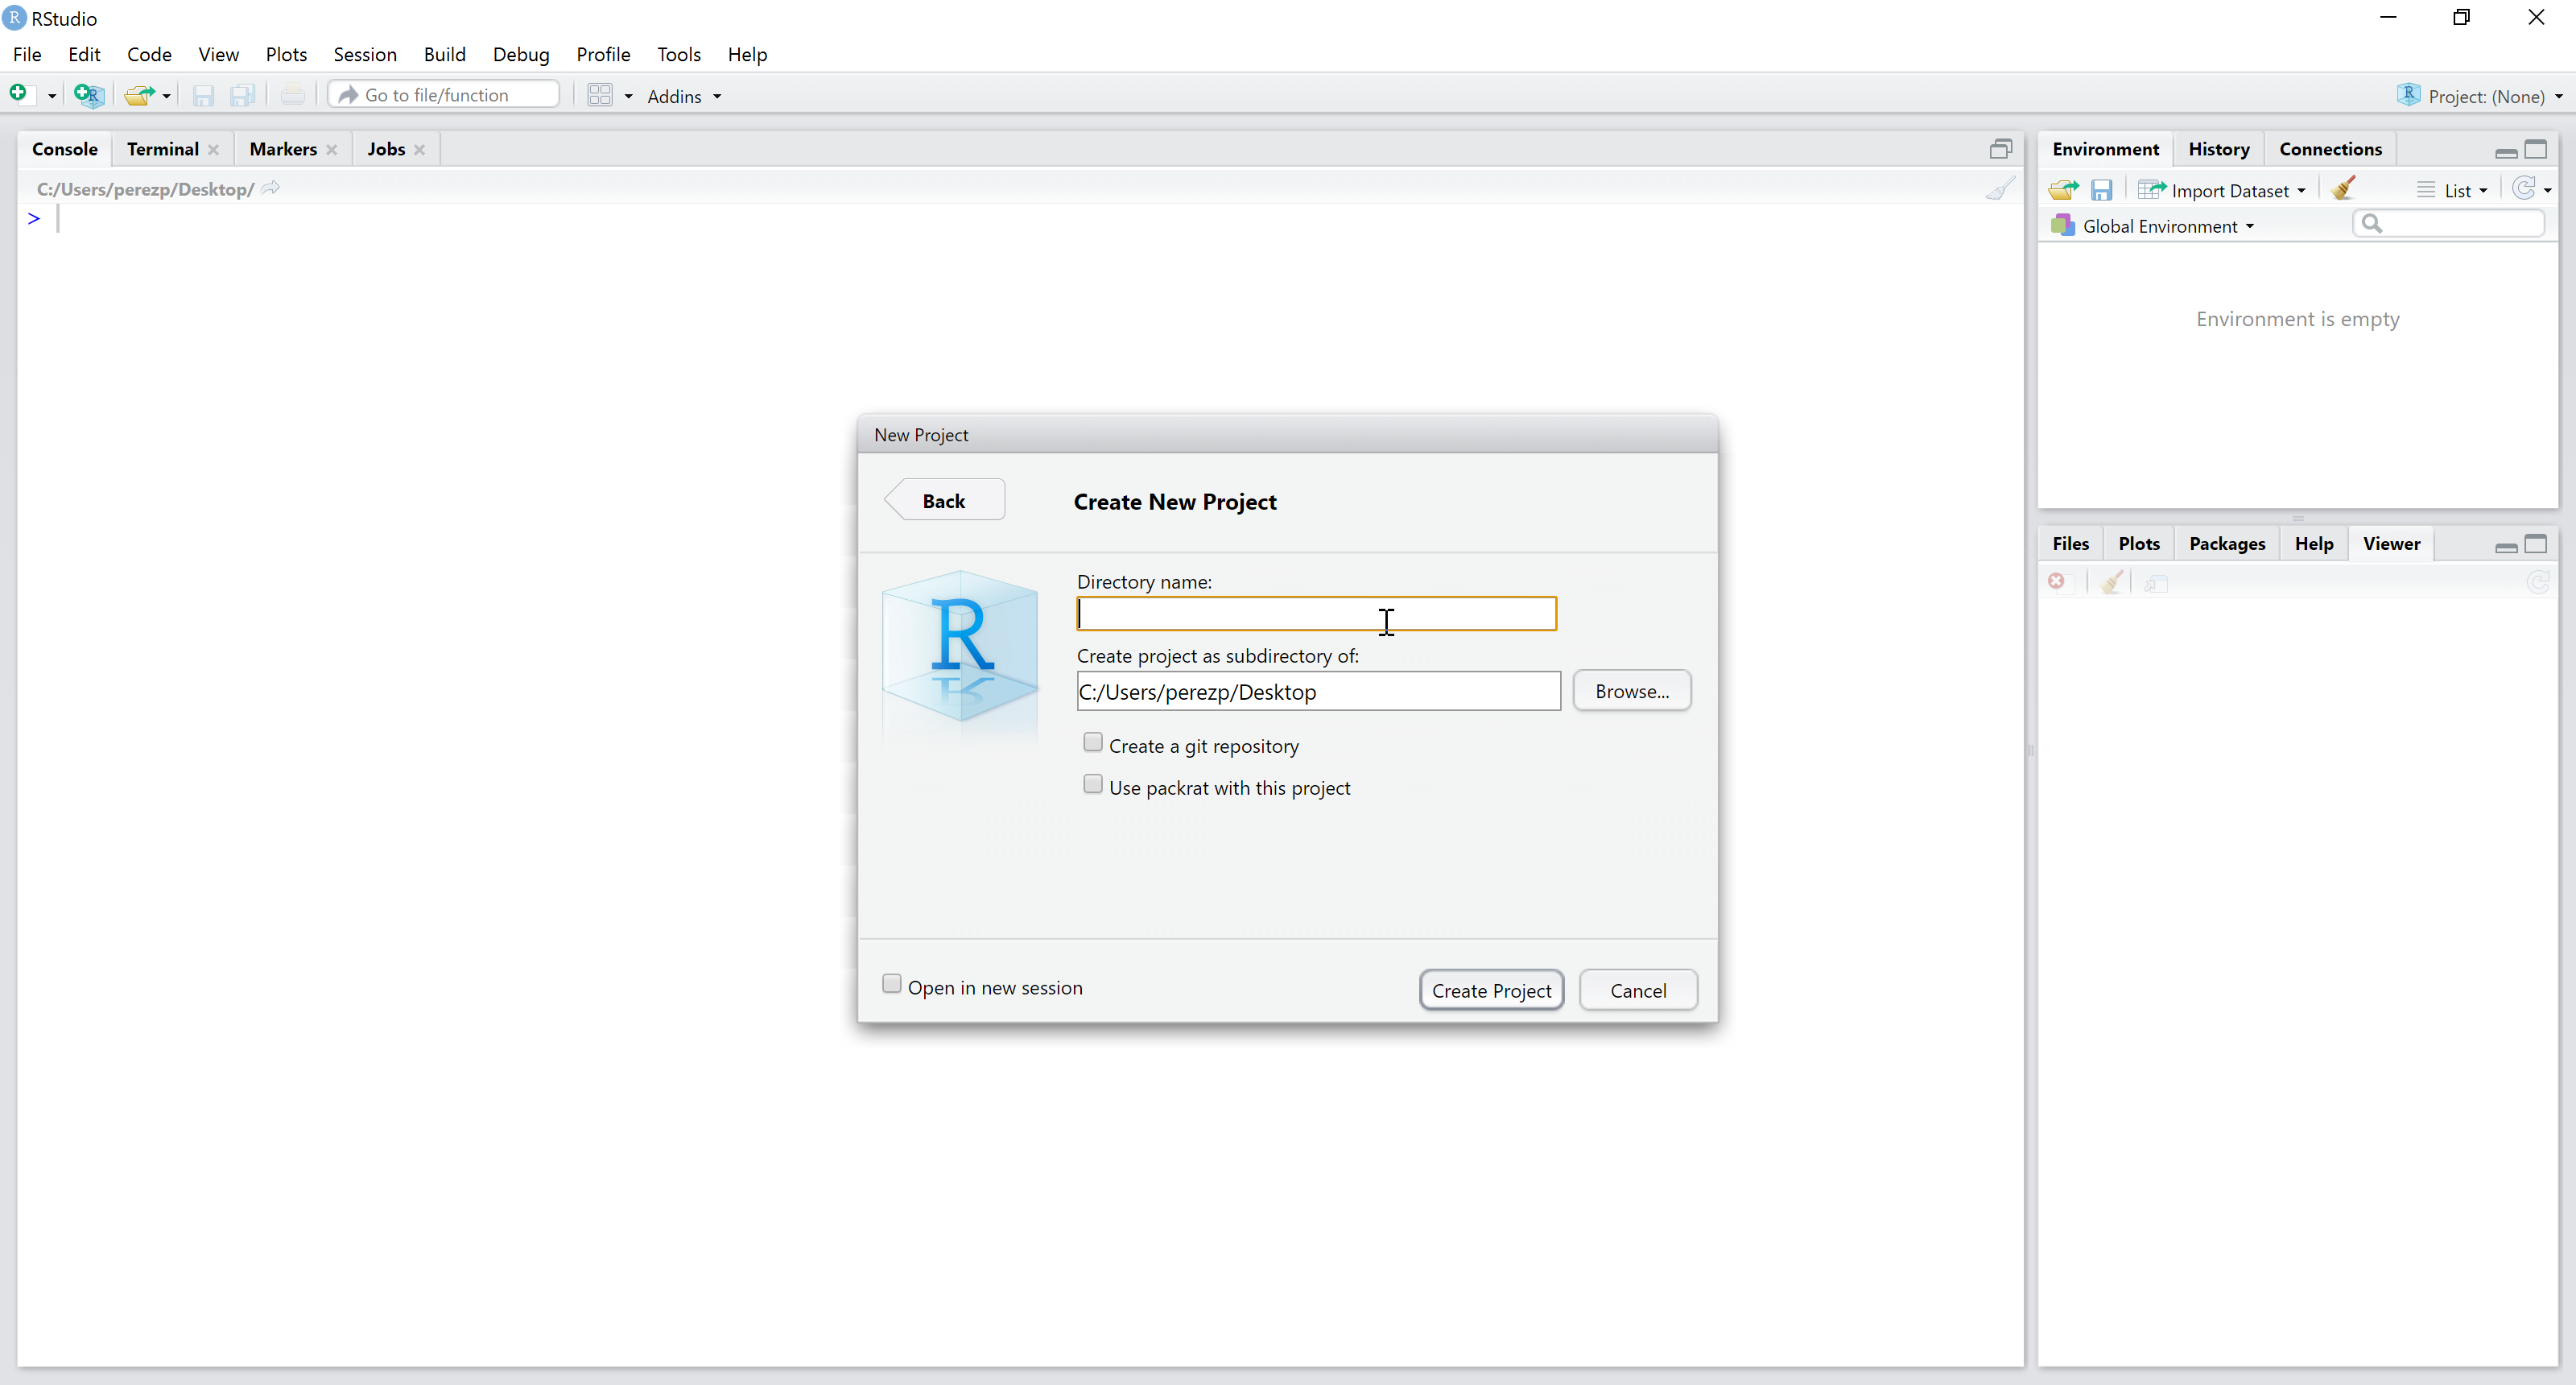 RStudio
File Edit Code View Plots Session Build Debug Profile Tools Help
Go to file/function Addins Project: (None)
Console Terminal Markers Jobs
C:/Users/perezp/Desktop/
>
Environment History Connections
Import Dataset List
Global Environment
Environment is empty
Files Plots Packages Help Viewer
New Project
Back Create New Project
R
Directory name:
Create project as subdirectory of:
C:/Users/perezp/Desktop Browse...
Create a git repository
Use packrat with this project
Open in new session Create Project Cancel